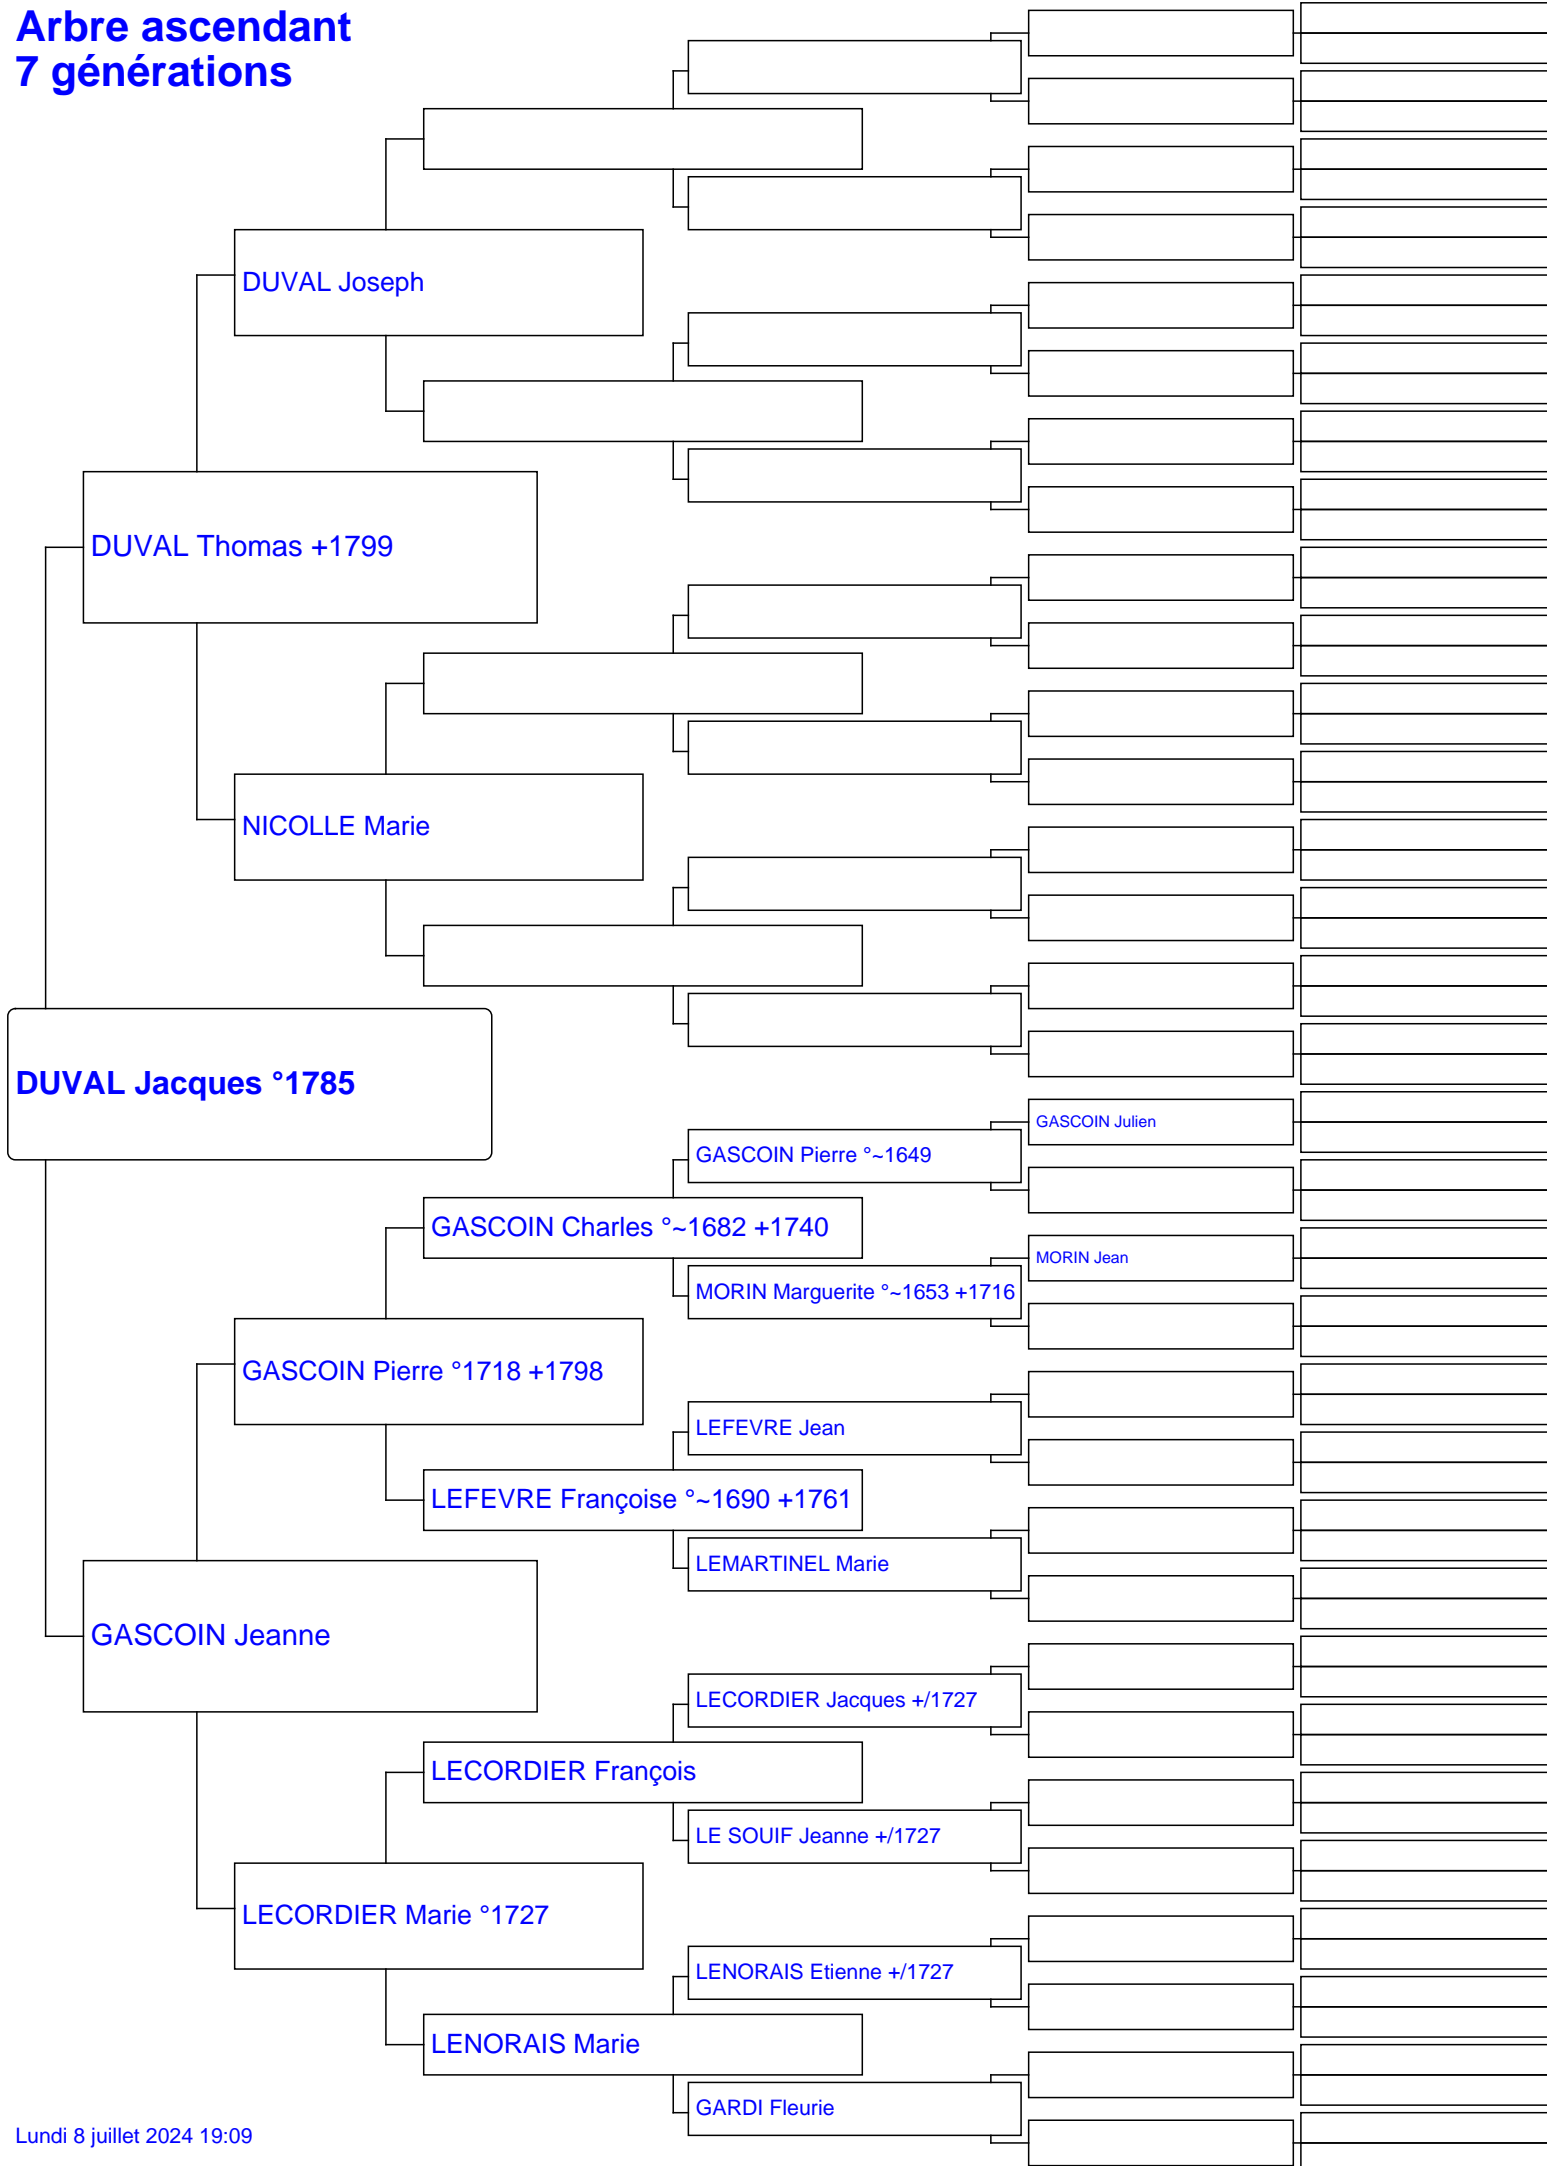 Arbre ascendant
7 générations
DUVAL Joseph
DUVAL Thomas +1799
NICOLLE Marie
DUVAL Jacques °1785
GASCOIN Julien
GASCOIN Pierre °~1649
GASCOIN Charles °~1682 +1740
MORIN Jean
MORIN Marguerite °~1653 +1716
GASCOIN Pierre °1718 +1798
LEFEVRE Jean
LEFEVRE Françoise °~1690 +1761
LEMARTINEL Marie
GASCOIN Jeanne
LECORDIER Jacques +/1727
LECORDIER François
LE SOUIF Jeanne +/1727
LECORDIER Marie °1727
LENORAIS Etienne +/1727
LENORAIS Marie
GARDI Fleurie
Lundi 8 juillet 2024 19:09